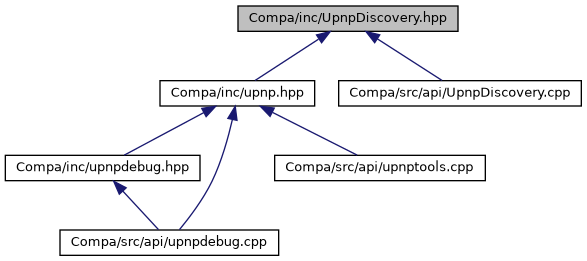 Compa/inc/UpnpDiscovery.hpp
Compa/inc/upnp.hpp
Compa/src/api/UpnpDiscovery.cpp
Compa/inc/upnpdebug.hpp
Compa/src/api/upnptools.cpp
Compa/src/api/upnpdebug.cpp